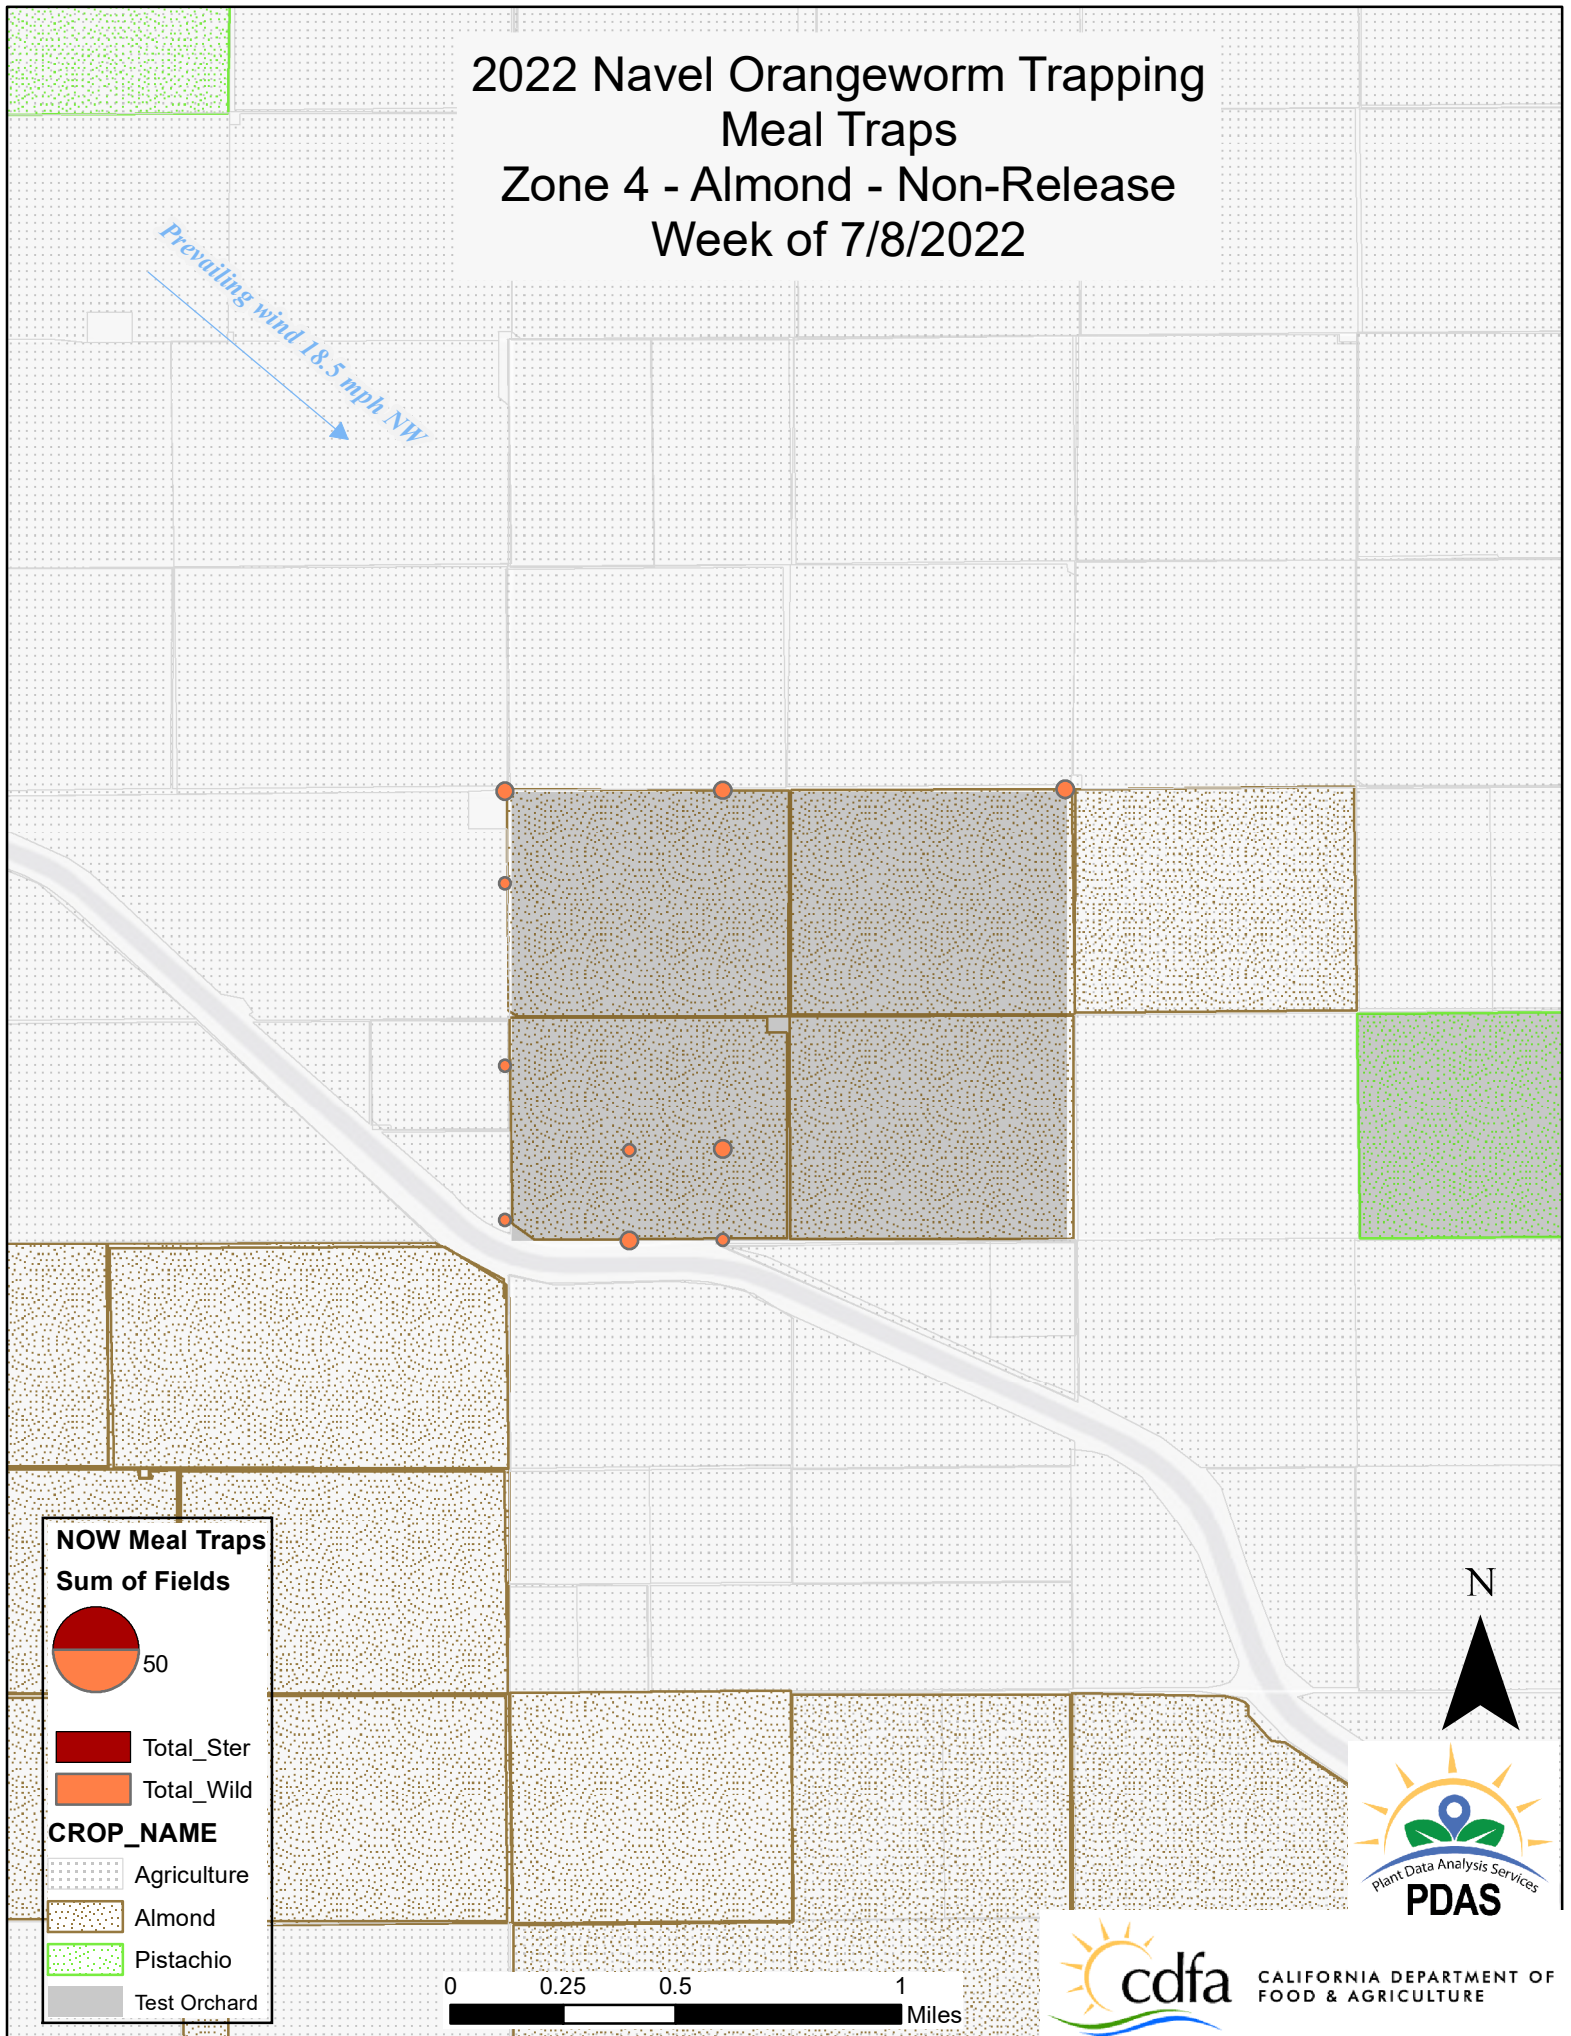 2022 Navel Orangeworm Trapping
Meal Traps
Zone 4 - Almond - Non-Release
Week of 7/8/2022
Prevailing wind 18.5 mph NW
NOW Meal Traps
Sum of Fields
50
Total_Ster
Total_Wild
CROP_NAME
Agriculture
Almond
Pistachio
Test Orchard
0 0.25 0.5 1
Miles
N
Plant Data Analysis Services
PDAS
cdfa
CALIFORNIA DEPARTMENT OF
FOOD & AGRICULTURE